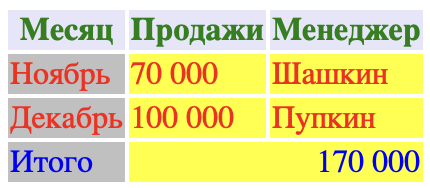 Месяц Продажи Менеджер
Ноябрь 70 000 Шашкин
Декабрь 100 000 Пупкин
Итого 170 000